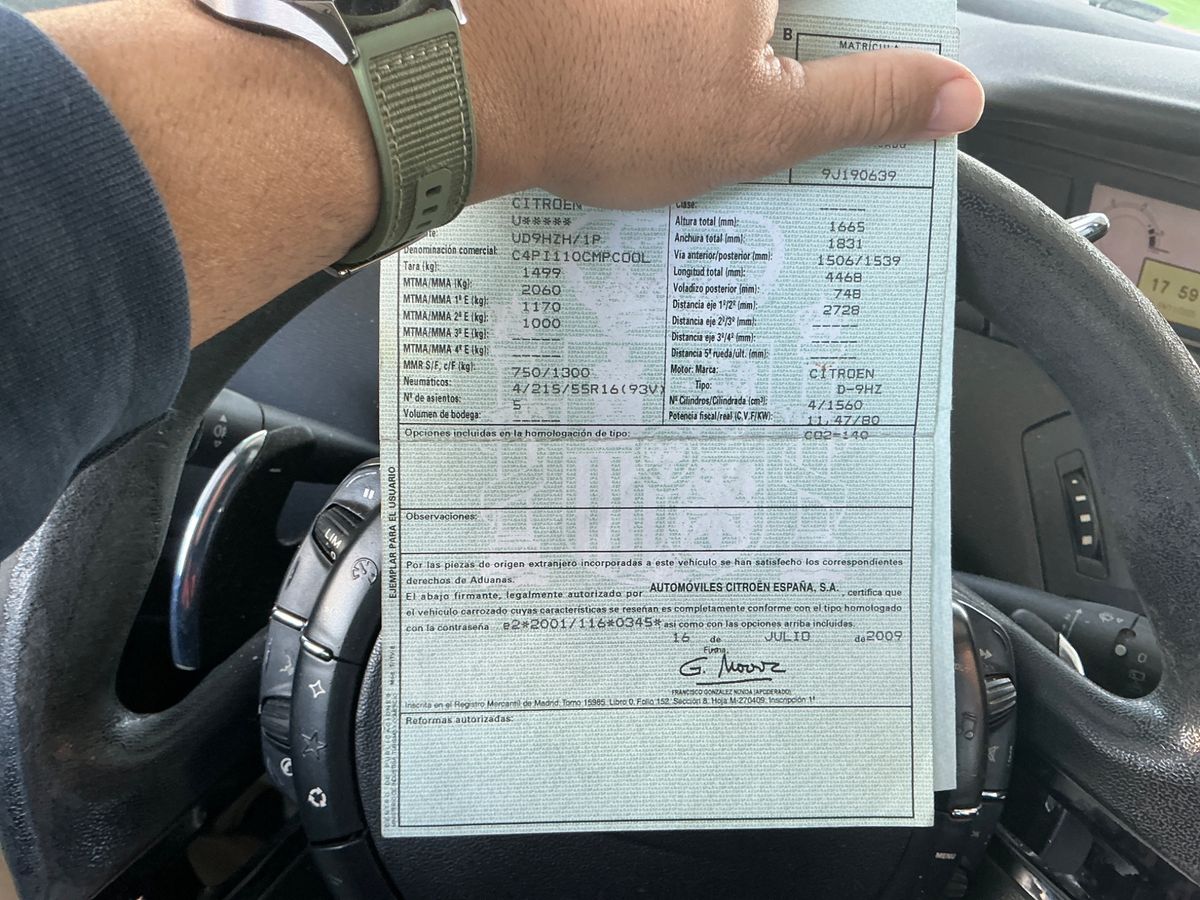 B
MATRÍCULA
9J190639
CITROEN
U*****
UD9HZH/1P
Denominación comercial: C4PI110CMPCOOL
Tara (kg): 1499
MTMA/MMA (Kg): 2060
MTMA/MMA 1º E (kg): 1170
MTMA/MMA 2º E (kg): 1000
MTMA/MMA 3º E (kg): -----
MTMA/MMA 4º E (kg): -----
MMR S/F, c/F (kg): 750/1300
Neumáticos: 4/215/55R16(93V)
Nº de asientos: 5
Volumen de bodega: -----
Clase: -----
Altura total (mm): 1665
Anchura total (mm): 1831
Vía anterior/posterior (mm): 1506/1539
Longitud total (mm): 4468
Voladizo posterior (mm): 748
Distancia eje 1º/2º (mm): 2728
Distancia eje 2º/3º (mm): -----
Distancia eje 3º/4º (mm): -----
Distancia 5ª rueda/últ. (mm): -----
Motor: Marca: CITROEN
Tipo: D-9HZ
Nº Cilindros/Cilindrada (cm³): 4/1560
Potencia fiscal/real (C.V.F/KW): 11,47/80
CO2=140
Opciones incluidas en la homologación de tipo:
Observaciones:
Por las piezas de origen extranjero incorporadas a este vehículo se han satisfecho los correspondientes
derechos de Aduanas.
El abajo firmante, legalmente autorizado por AUTOMÓVILES CITROËN ESPAÑA, S.A. , certifica que
el vehículo carrozado cuyas características se reseñan es completamente conforme con el tipo homologado
con la contraseña e2*2001/116*0345* así como con las opciones arriba incluidas.
16 de JULIO de 2009
Firma,
FRANCISCO GONZALEZ NOVOA (APODERADO)
Inscrita en el Registro Mercantil de Madrid, Tomo 15985, Libro 0, Folio 152, Sección 8, Hoja M-270409, Inscripción 1ª
Reformas autorizadas:
EJEMPLAR PARA EL USUARIO
17 59
LIM
MENU